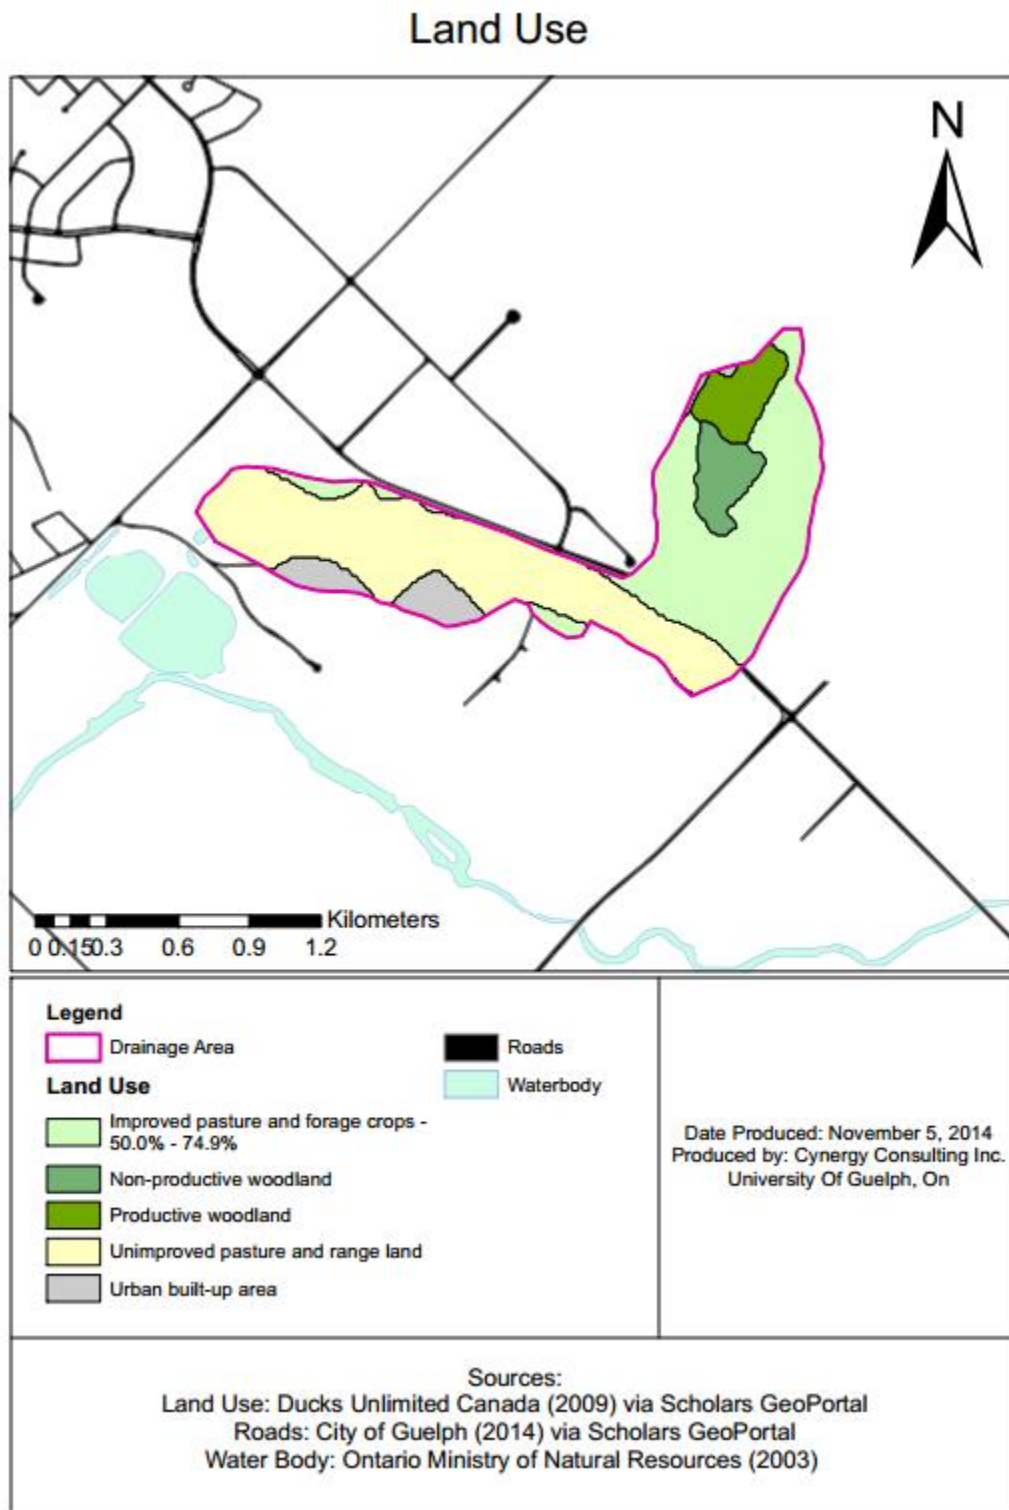 Land Use
N
Kilometers
0 0.150.3 0.6 0.9 1.2
Legend
Drainage Area
Land Use
Improved pasture and forage crops -
50.0% - 74.9%
Non-productive woodland
Productive woodland
Unimproved pasture and range land
Urban built-up area
Roads
Waterbody
Date Produced: November 5, 2014
Produced by: Cynergy Consulting Inc.
University Of Guelph, On
Sources:
Land Use: Ducks Unlimited Canada (2009) via Scholars GeoPortal
Roads: City of Guelph (2014) via Scholars GeoPortal
Water Body: Ontario Ministry of Natural Resources (2003)